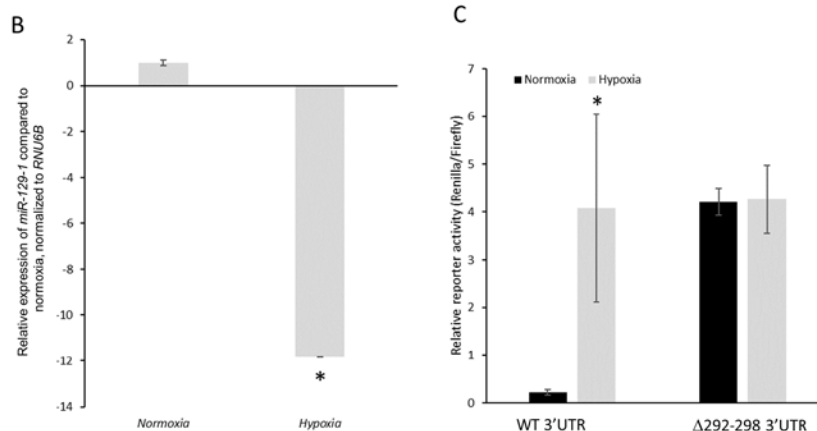 B
Relative expression of miR-129-1 compared to
normoxia, normalized to RNU6B
2
0
-2
-4
-6
-8
-10
-12
-14
*
Normoxia
Hypoxia
C
Relative reporter activity (Renilla/Firefly)
7
6
5
4
3
2
1
0
Normoxia
Hypoxia
*
WT 3’UTR
Δ292-298 3’UTR